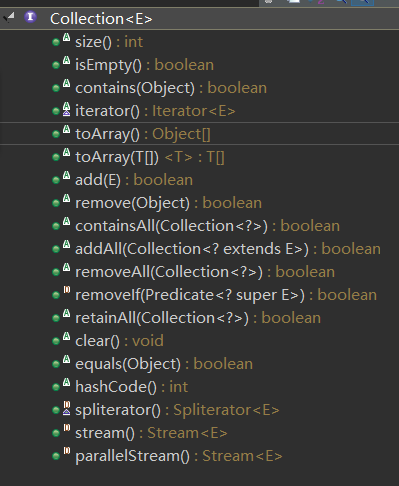 Collection<E>
size() : int
isEmpty() : boolean
contains(Object) : boolean
iterator() : Iterator<E>
toArray() : Object[]
toArray(T[]) <T> : T[]
add(E) : boolean
remove(Object) : boolean
containsAll(Collection<?>) : boolean
addAll(Collection<? extends E>) : boolean
removeAll(Collection<?>) : boolean
removeIf(Predicate<? super E>) : boolean
retainAll(Collection<?>) : boolean
clear() : void
equals(Object) : boolean
hashCode() : int
spliterator() : Spliterator<E>
stream() : Stream<E>
parallelStream() : Stream<E>